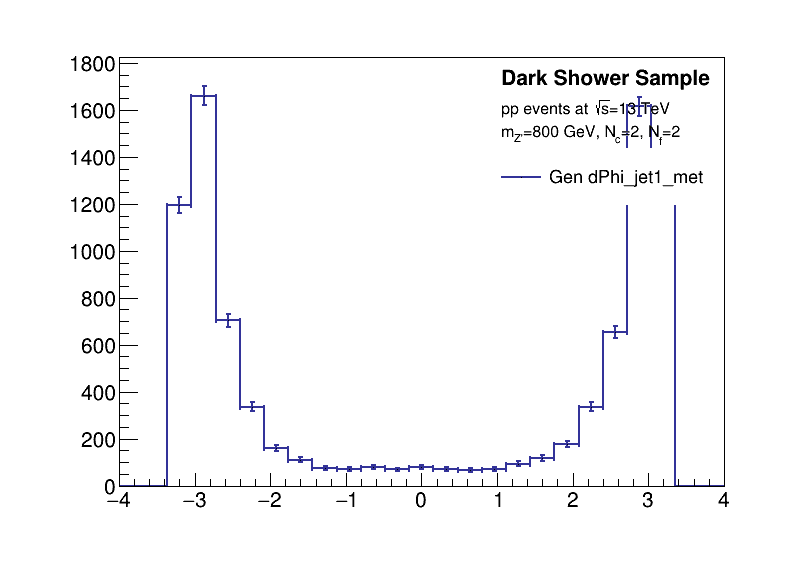 Dark Shower Sample
pp events at √s=13 TeV
m_Z'=800 GeV, N_c=2, N_f=2
Gen dPhi_jet1_met
1800
1600
1400
1200
1000
800
600
400
200
0
−4 −3 −2 −1 0 1 2 3 4